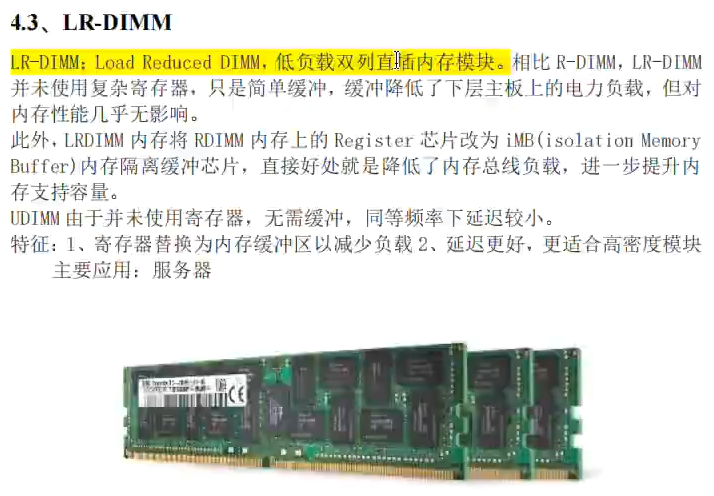 4.3、LR-DIMM
LR-DIMM；Load Reduced DIMM，低负载双列直插内存模块。相比 R-DIMM，LR-DIMM
并未使用复杂寄存器，只是简单缓冲，缓冲降低了下层主板上的电力负载，但对
内存性能几乎无影响。
此外，LRDIMM 内存将 RDIMM 内存上的 Register 芯片改为 iMB(isolation Memory
Buffer)内存隔离缓冲芯片，直接好处就是降低了内存总线负载，进一步提升内
存支持容量。
UDIMM 由于并未使用寄存器，无需缓冲，同等频率下延迟较小。
特征：1、寄存器替换为内存缓冲区以减少负载 2、延迟更好，更适合高密度模块
主要应用：服务器
CE